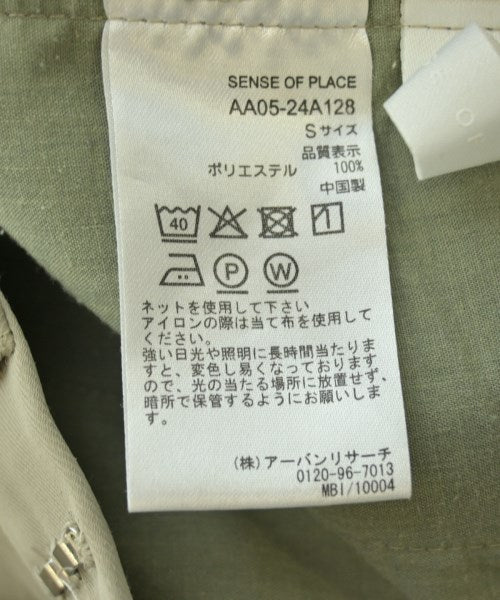 SENSE OF PLACE
AA05-24A128
Sサイズ
品質表示
ポリエステル 100%
中国製
40
P W
ネットを使用して下さい
アイロンの際は当て布を使用して
ください。
強い日光や照明に長時間当たりま
すと、変色し易くなっております
ので、光の当たる場所に放置せず、
暗所で保管するようにお願いしま
す。
(株)アーバンリサーチ
0120-96-7013
MBI/10004